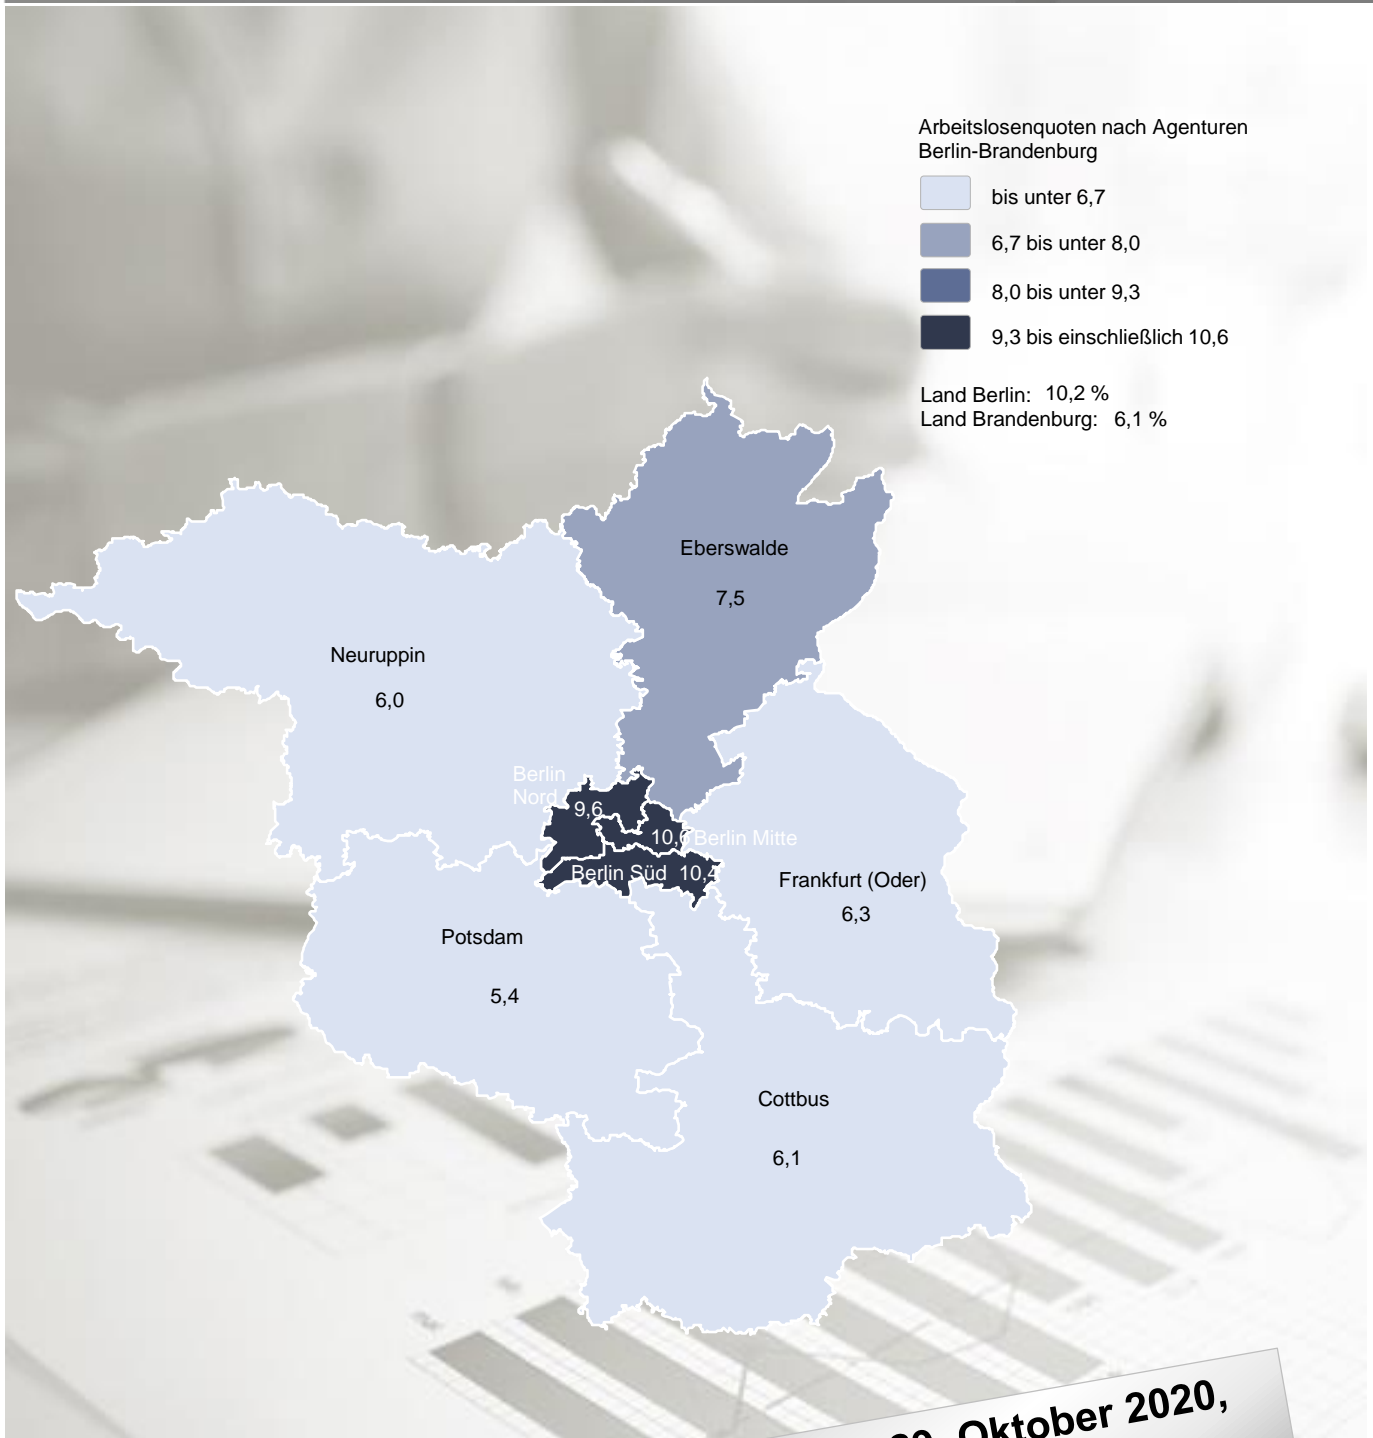 Arbeitslosenquoten nach Agenturen
Berlin-Brandenburg
bis unter 6,7
6,7 bis unter 8,0
8,0 bis unter 9,3
9,3 bis einschließlich 10,6
Land Berlin: 10,2 %
Land Brandenburg: 6,1 %
Eberswalde
7,5
Neuruppin
6,0
Berlin
Nord
9,6
10,6 Berlin Mitte
Berlin Süd 10,4
Frankfurt (Oder)
6,3
Potsdam
5,4
Cottbus
6,1
Oktober 2020,